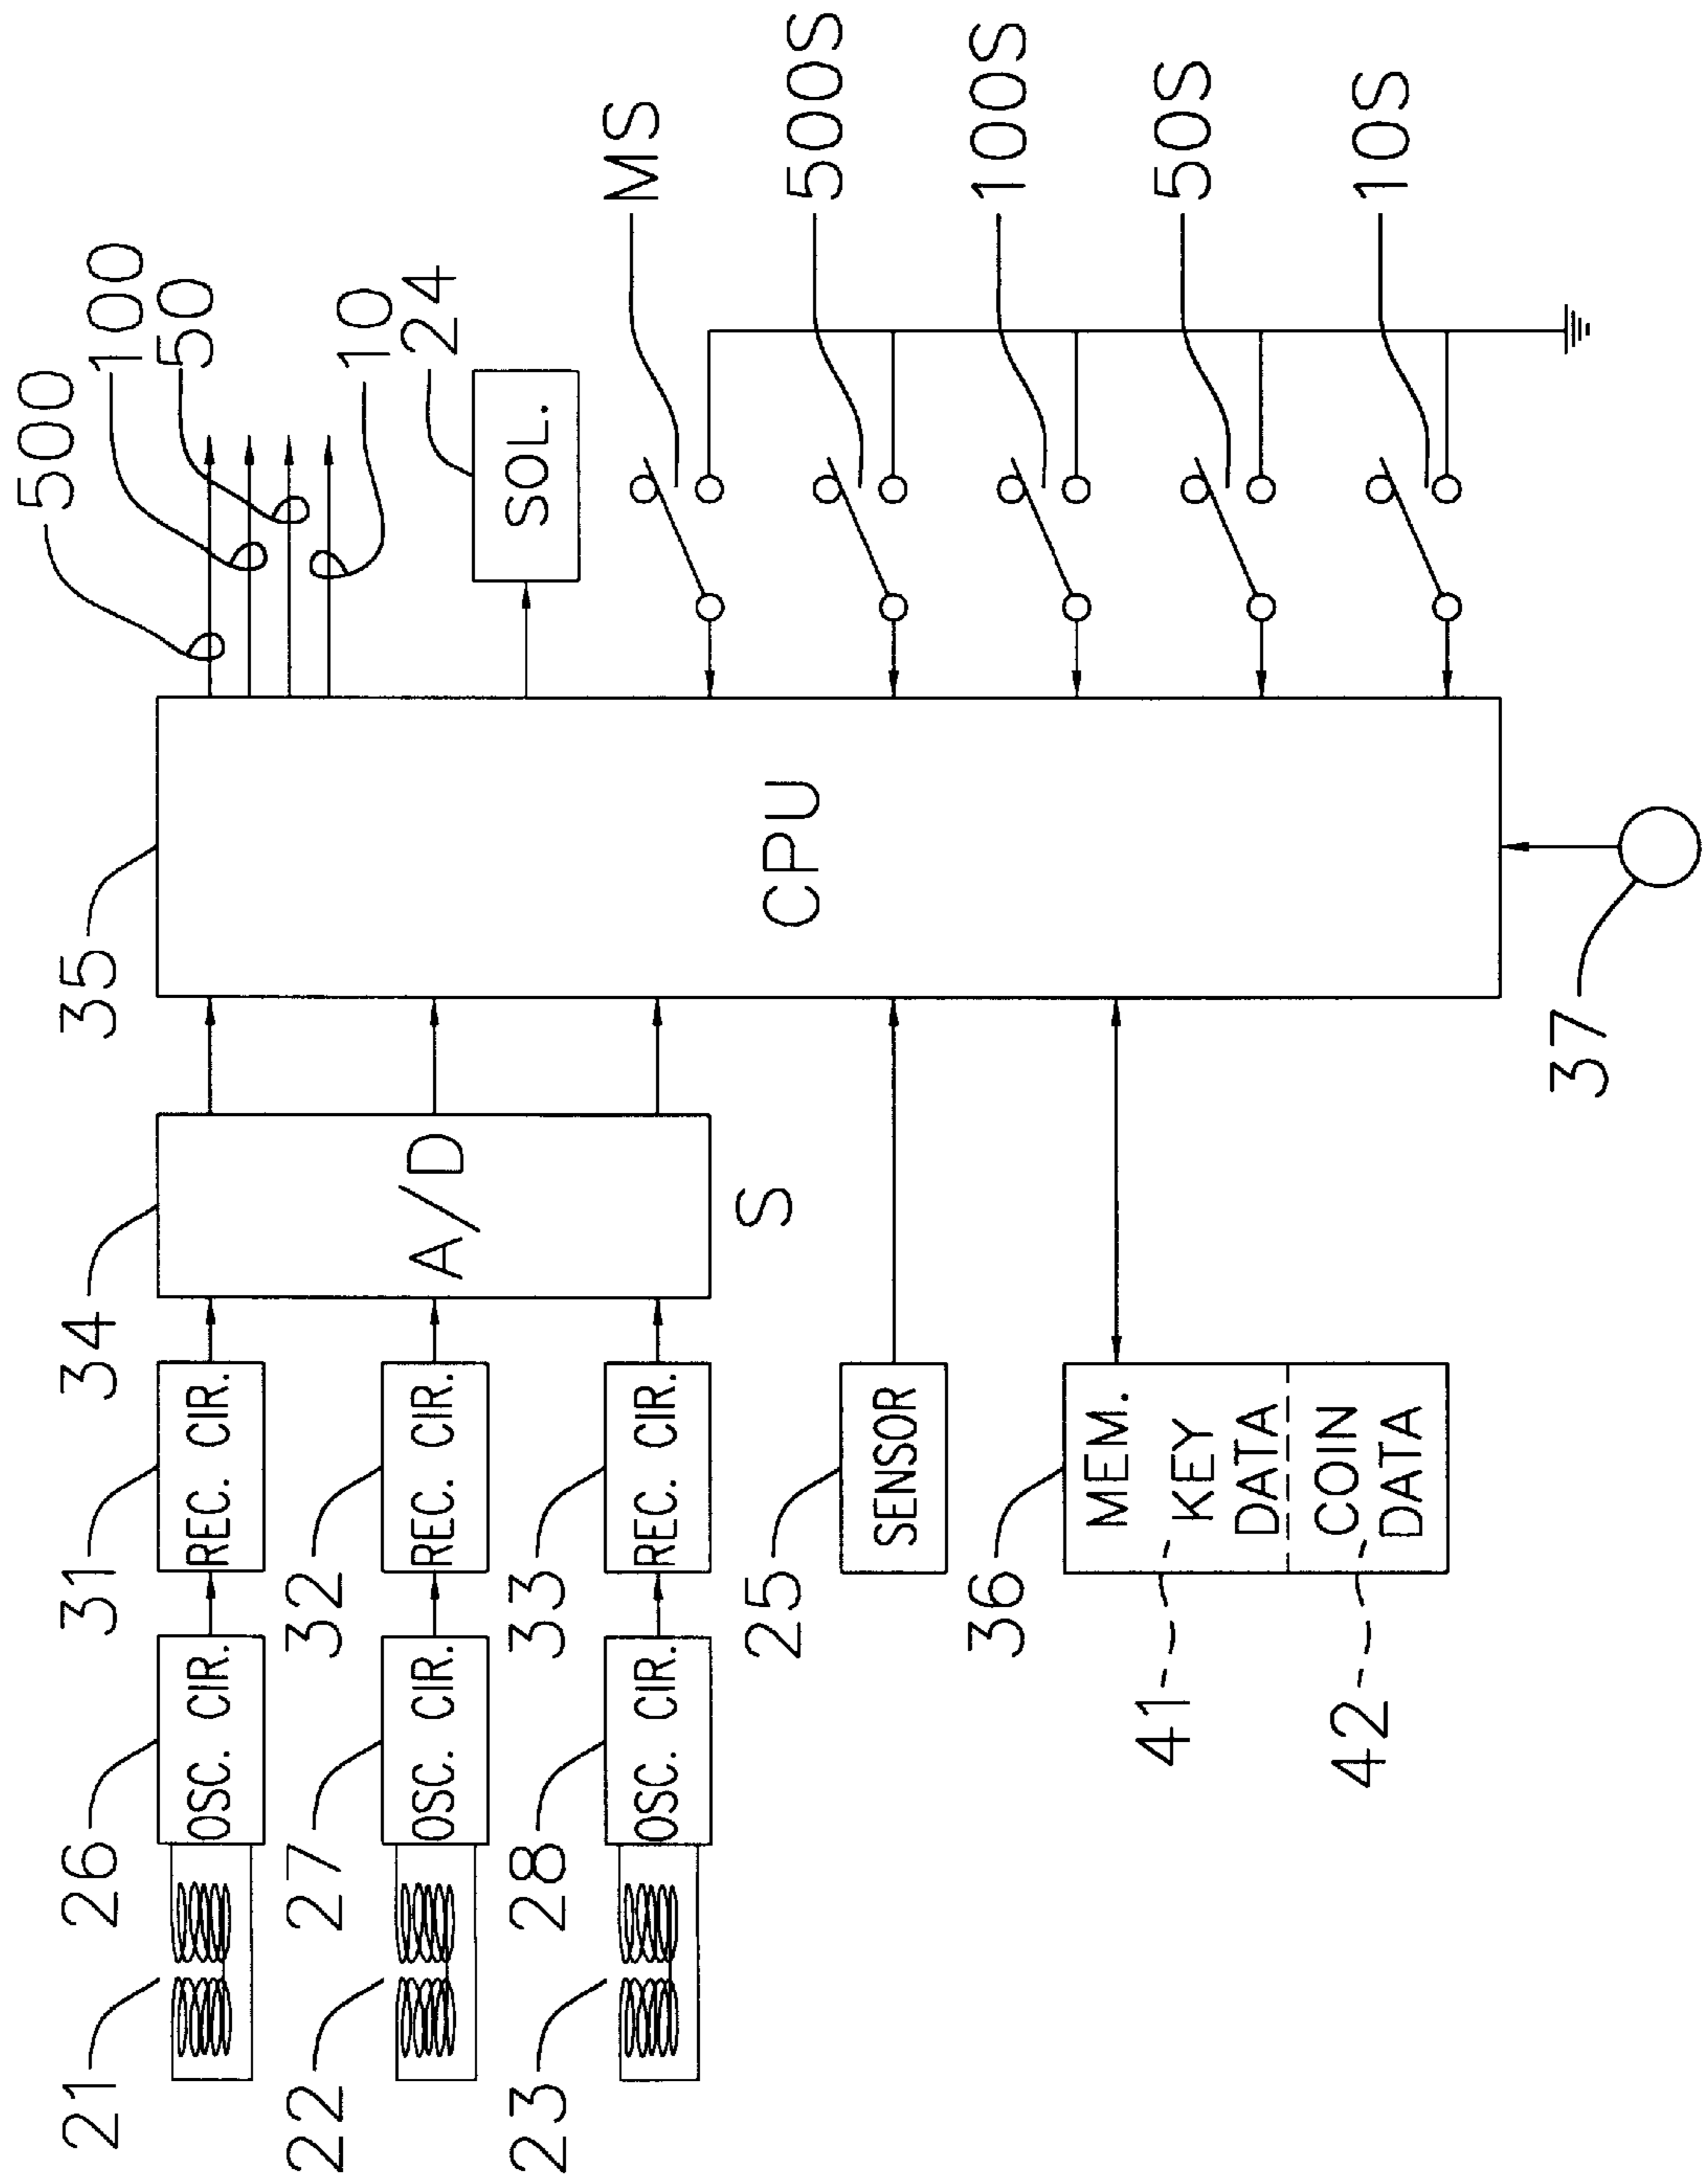 21
26
OSC. CIR.
31
REC. CIR.
34
A/D
35
CPU
500
100
50
10
24
SOL.
22
27
OSC. CIR.
32
REC. CIR.
23
28
OSC. CIR.
33
REC. CIR.
S
MS
25
SENSOR
500S
36
MEM.
100S
41
KEY
DATA
50S
42
COIN
DATA
10S
37